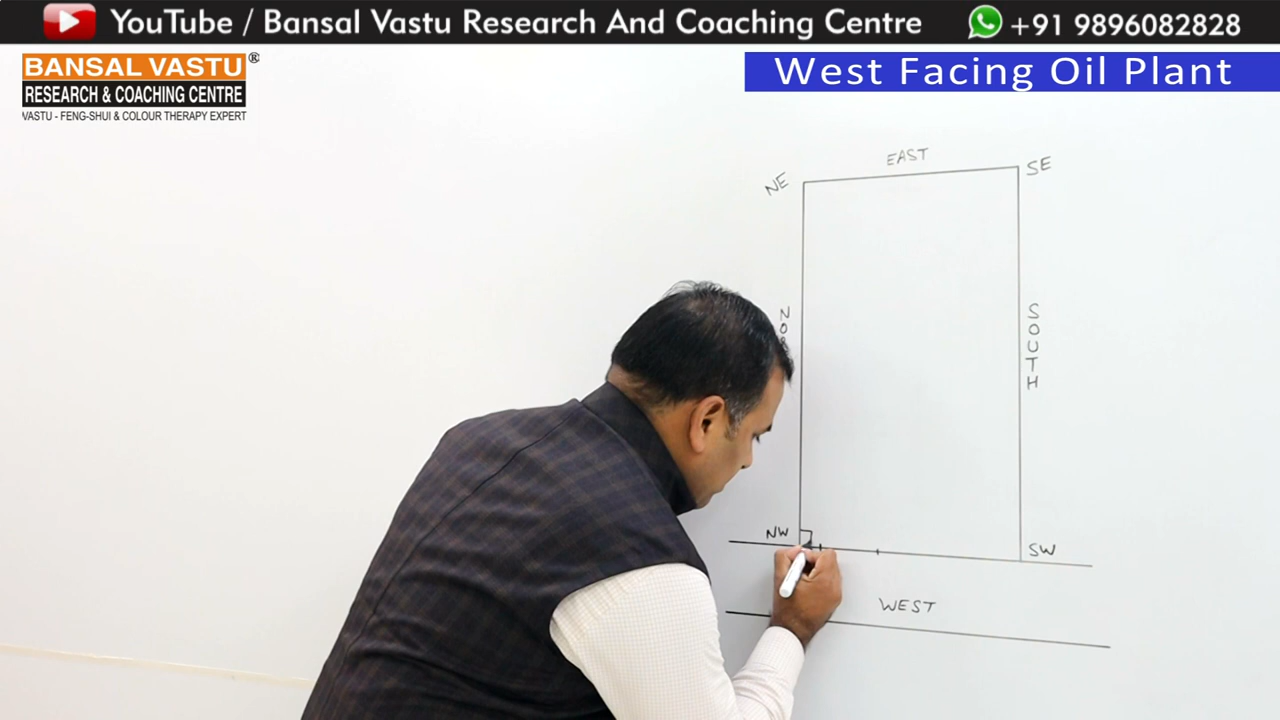 YouTube / Bansal Vastu Research And Coaching Centre +91 9896082828
BANSAL VASTU ®
RESEARCH & COACHING CENTRE
VASTU - FENG-SHUI & COLOUR THERAPY EXPERT
West Facing Oil Plant
EAST
NE
SE
SOUTH
NW
SW
WEST